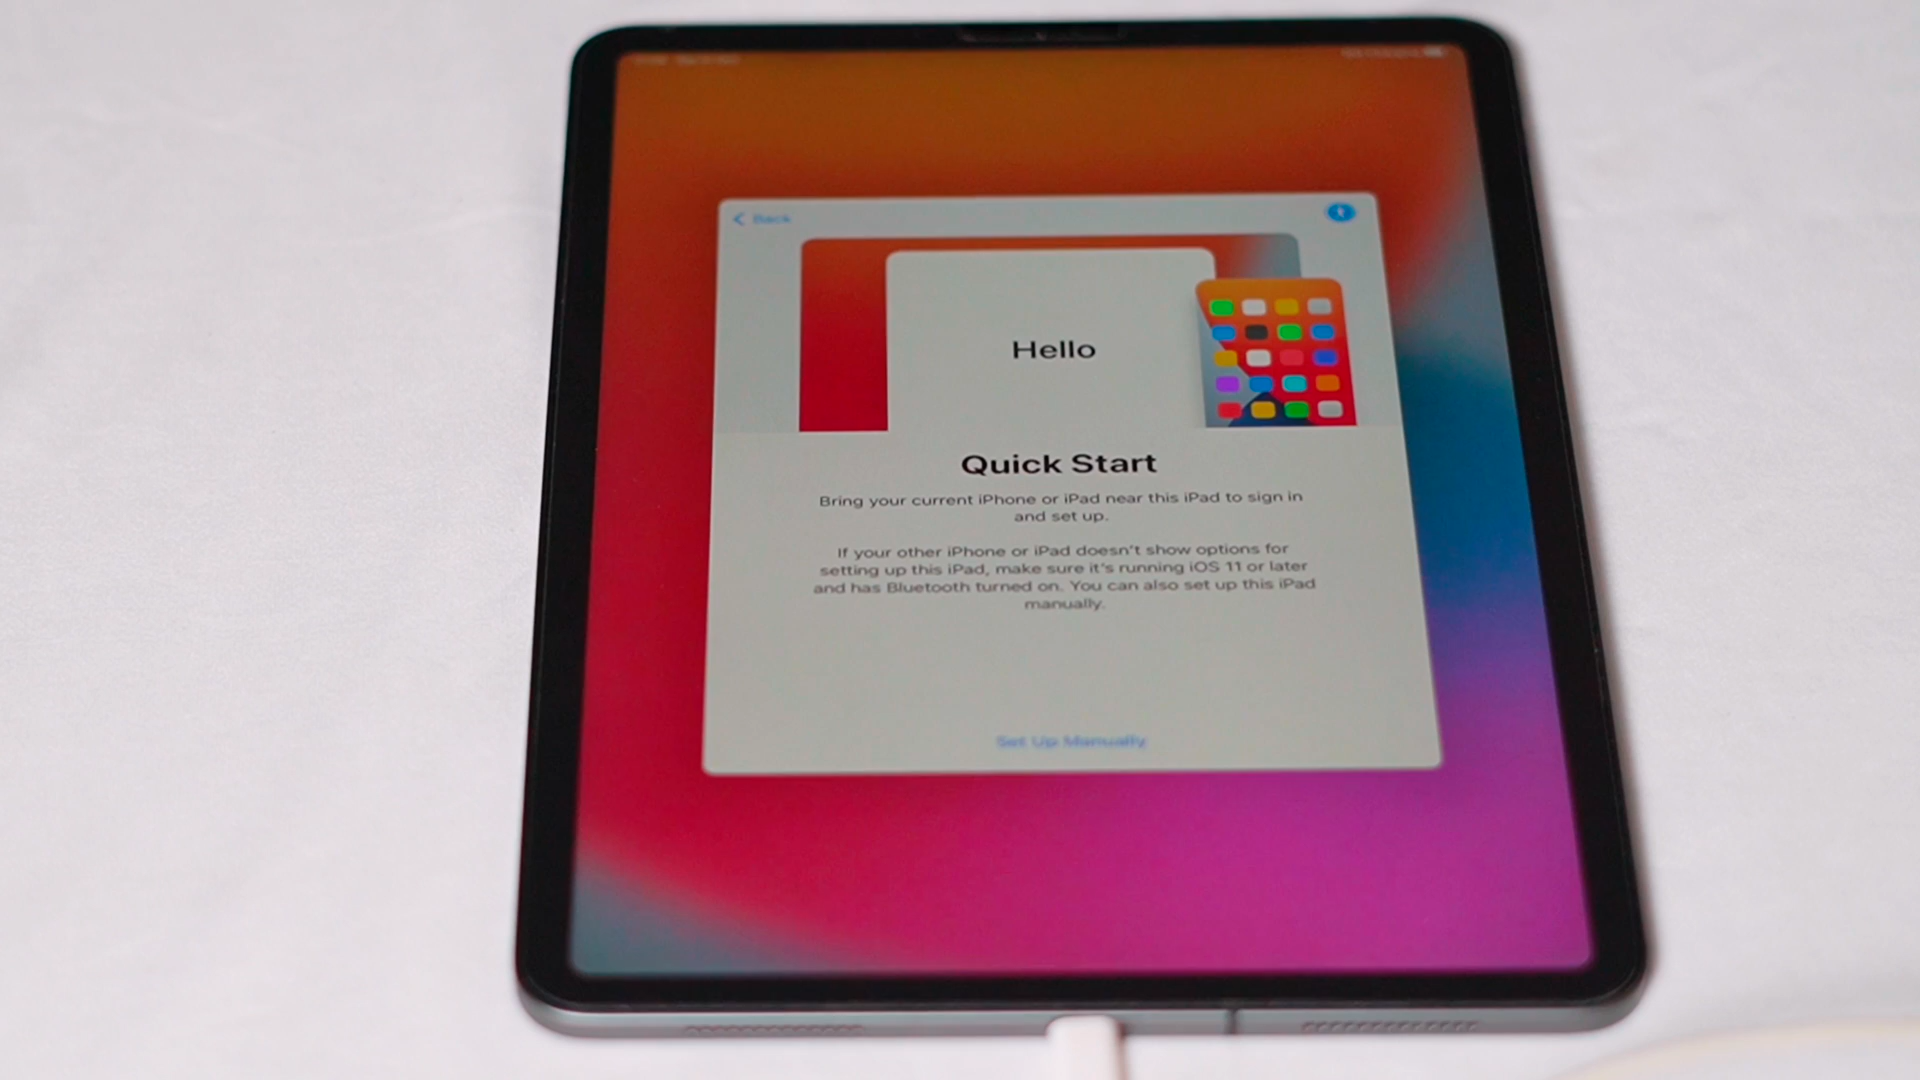 Back
Hello
Quick Start
Bring your current iPhone or iPad near this iPad to sign in
and set up.
If your other iPhone or iPad doesn't show options for
setting up this iPad, make sure it's running iOS 11 or later
and has Bluetooth turned on. You can also set up this iPad
manually.
Set Up Manually